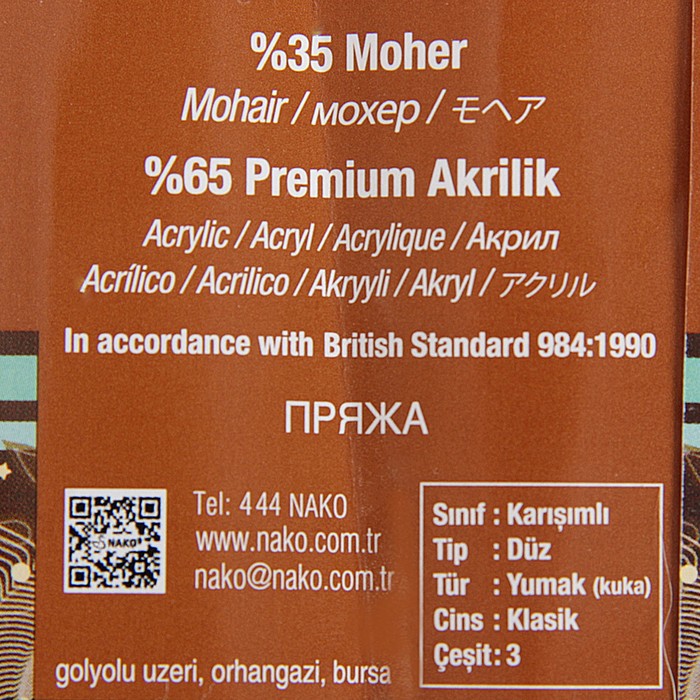 %35 Moher
Mohair / мохер / モヘア
%65 Premium Akrilik
Acrylic / Acryl / Acrylique / Акрил
Acrílico / Acrilico / Akryyli / Akryl / アクリル
In accordance with British Standard 984:1990
ПРЯЖА
NAKO
Tel: 444 NAKO
www.nako.com.tr
nako@nako.com.tr
golyolu uzeri, orhangazi, bursa
Sınıf : Karışımlı
Tip : Düz
Tür : Yumak (kuka)
Cins : Klasik
Çeşit: 3